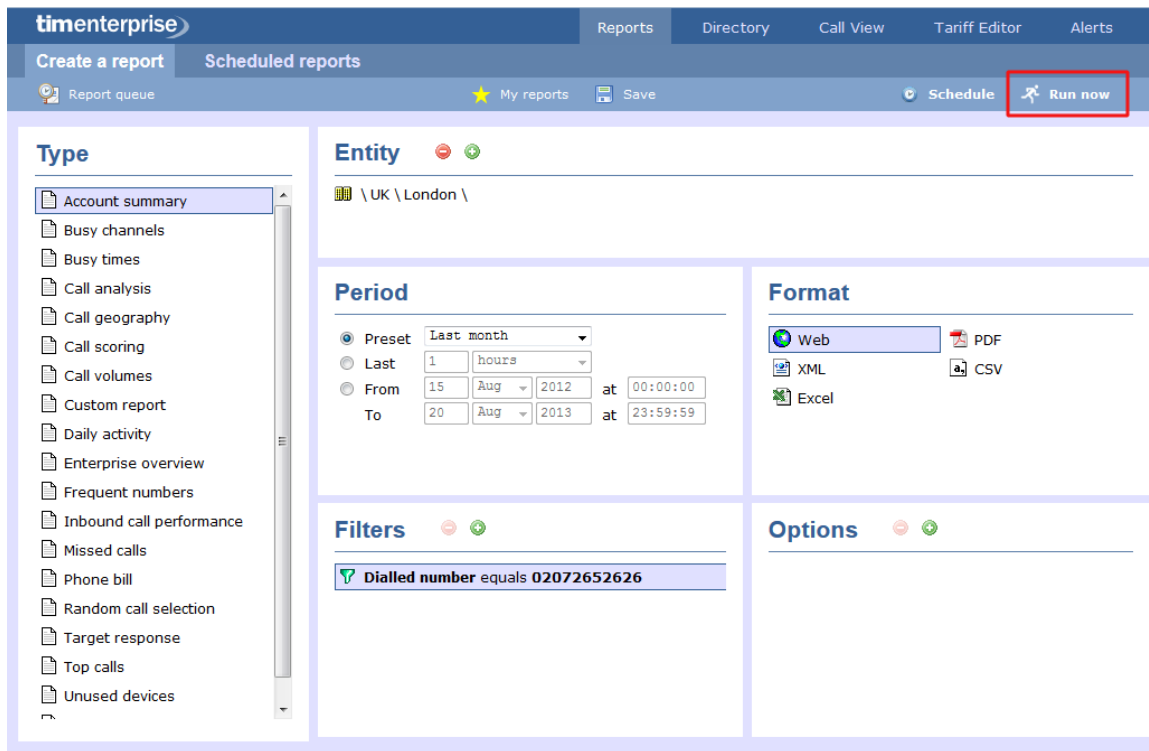 timenterprise
Reports Directory Call View Tariff Editor Alerts
Create a report Scheduled reports
Report queue My reports Save Schedule Run now
Type
Account summary
Busy channels
Busy times
Call analysis
Call geography
Call scoring
Call volumes
Custom report
Daily activity
Enterprise overview
Frequent numbers
Inbound call performance
Missed calls
Phone bill
Random call selection
Target response
Top calls
Unused devices
Entity
\ UK \ London \
Period
Preset Last month
Last 1 hours
From 15 Aug 2012 at 00:00:00
To 20 Aug 2013 at 23:59:59
Format
Web PDF
XML CSV
Excel
Filters
Dialled number equals 02072652626
Options